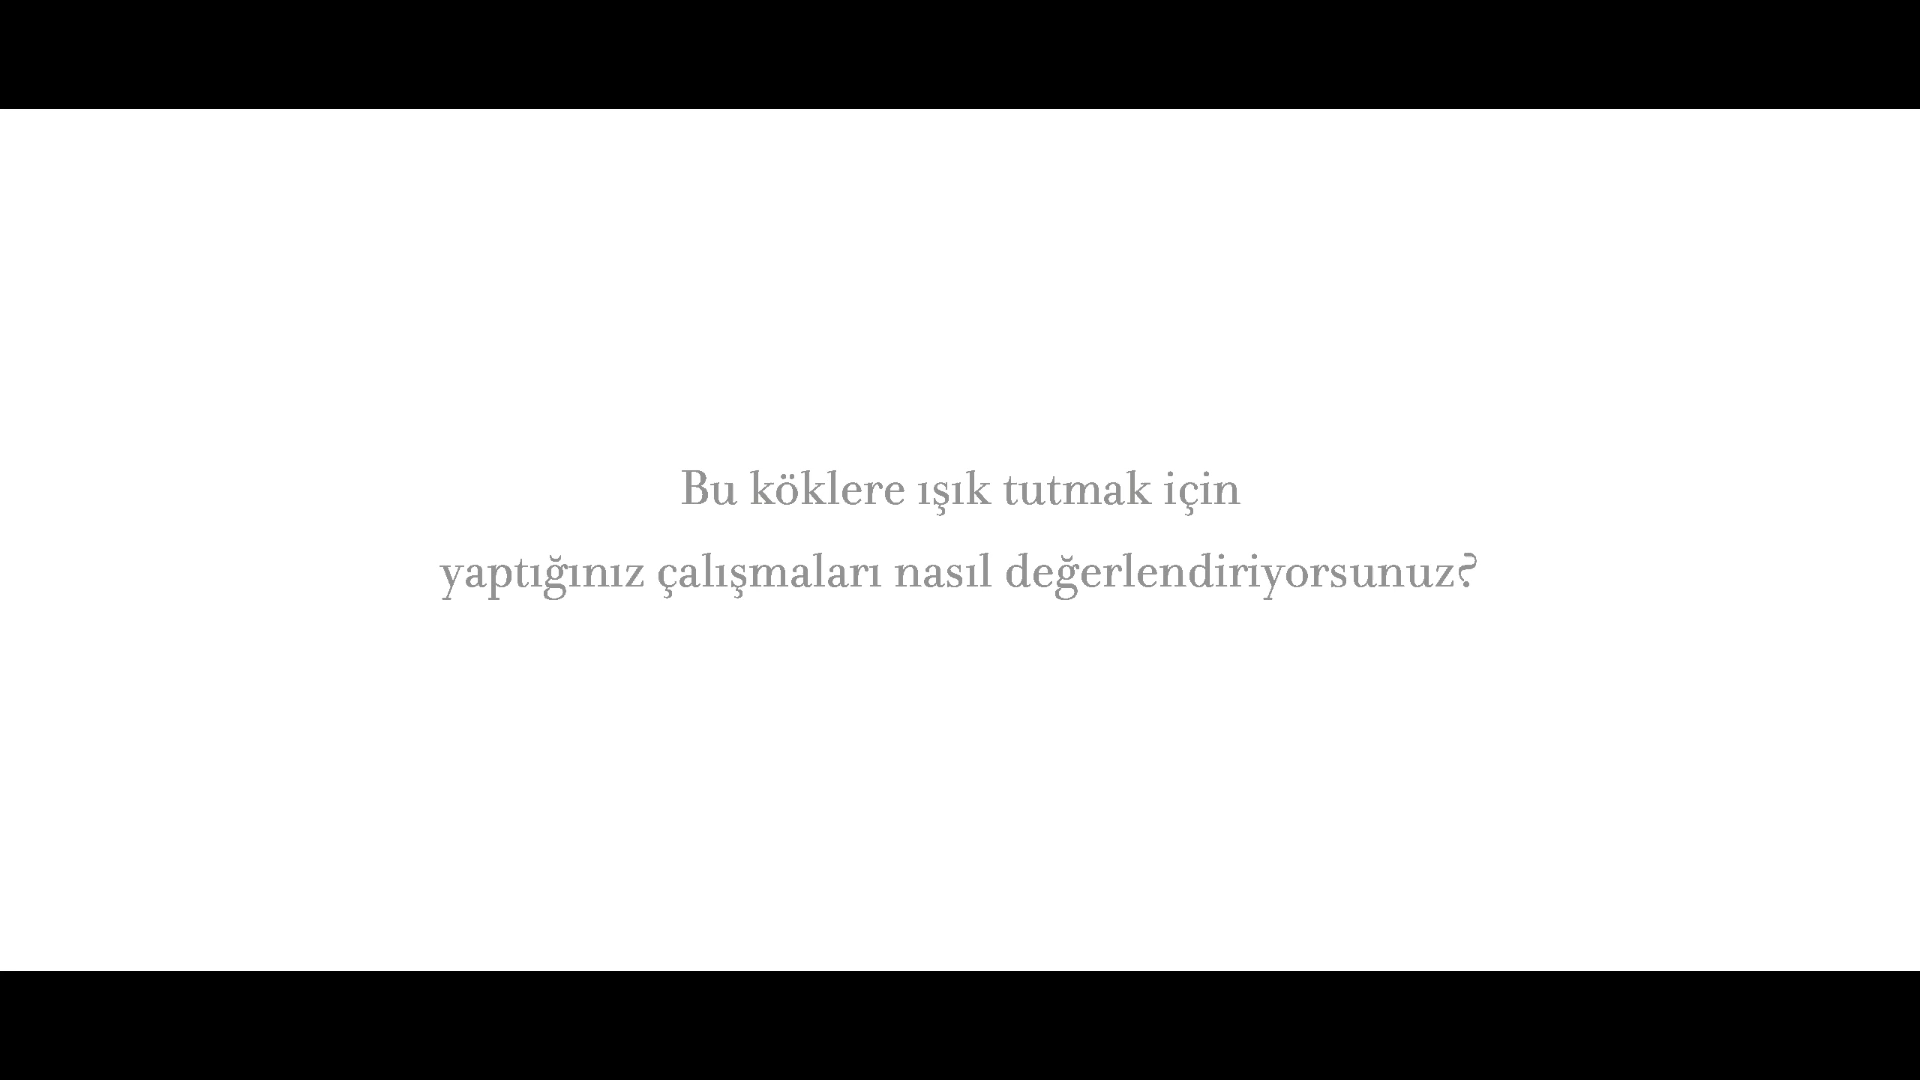 Bu köklere ışık tutmak için
yaptığınız çalışmaları nasıl değerlendiriyorsunuz?